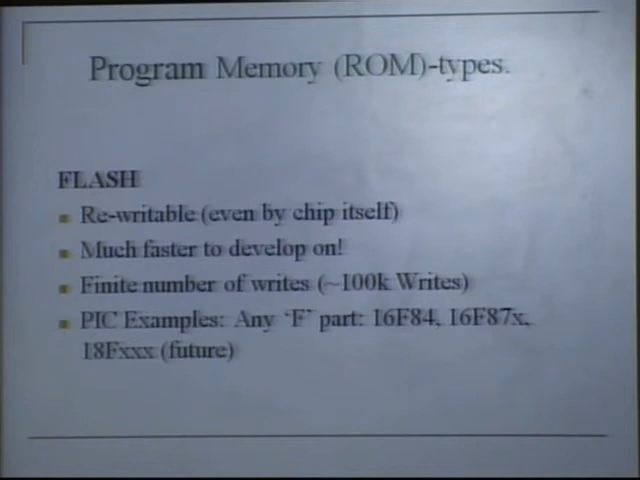 Program Memory (ROM)-types.
FLASH
Re-writable (even by chip itself)
Much faster to develop on!
Finite number of writes (~100k Writes)
PIC Examples: Any 'F' part: 16F84, 16F87x,
18Fxxx (future)